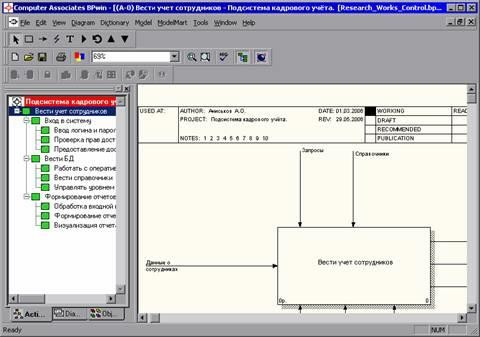 Computer Associates BPwin - [(A-0) Вести учет сотрудников - Подсистема кадрового учёта. [Research_Works_Control.bp...
File Edit View Diagram Dictionary Model ModelMart Tools Window Help
69%
Подсистема кадрового
Вести учет сотрудников
Вход в систему
Ввод логина и парол
Проверка прав дост
Предоставление дос
Вести БД
Работать с операти
Вести справочники
Управлять уровнем
Формирование отчетов
Обработка входной
Формирование отче
Визуализация отчет
Acti...
Dia...
Obj...
USED AT:
AUTHOR: Аниськов А.О.
DATE: 01.03.2006
PROJECT: Подсистема кадрового учёта.
REV: 29.05.2006
NOTES: 1 2 3 4 5 6 7 8 9 10
WORKING
DRAFT
RECOMMENDED
PUBLICATION
READ
Запросы
Справочники
Данные о
сотрудниках
Вести учет сотрудников
0р.
0
Ready
NUM